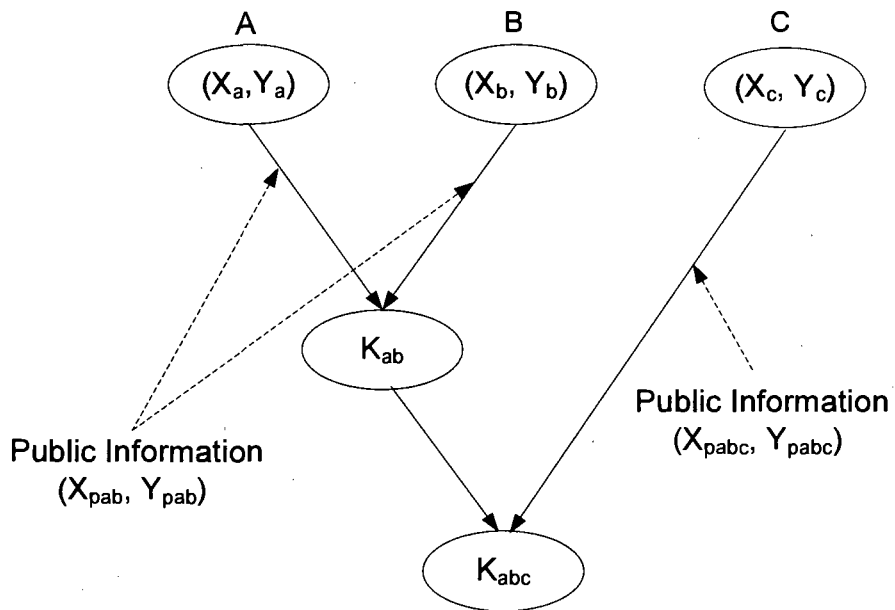 A B C
(Xa,Ya) (Xb, Yb) (Xc, Yc)
Kab
Public Information
(Xpabc, Ypabc)
Public Information
(Xpab, Ypab)
Kabc